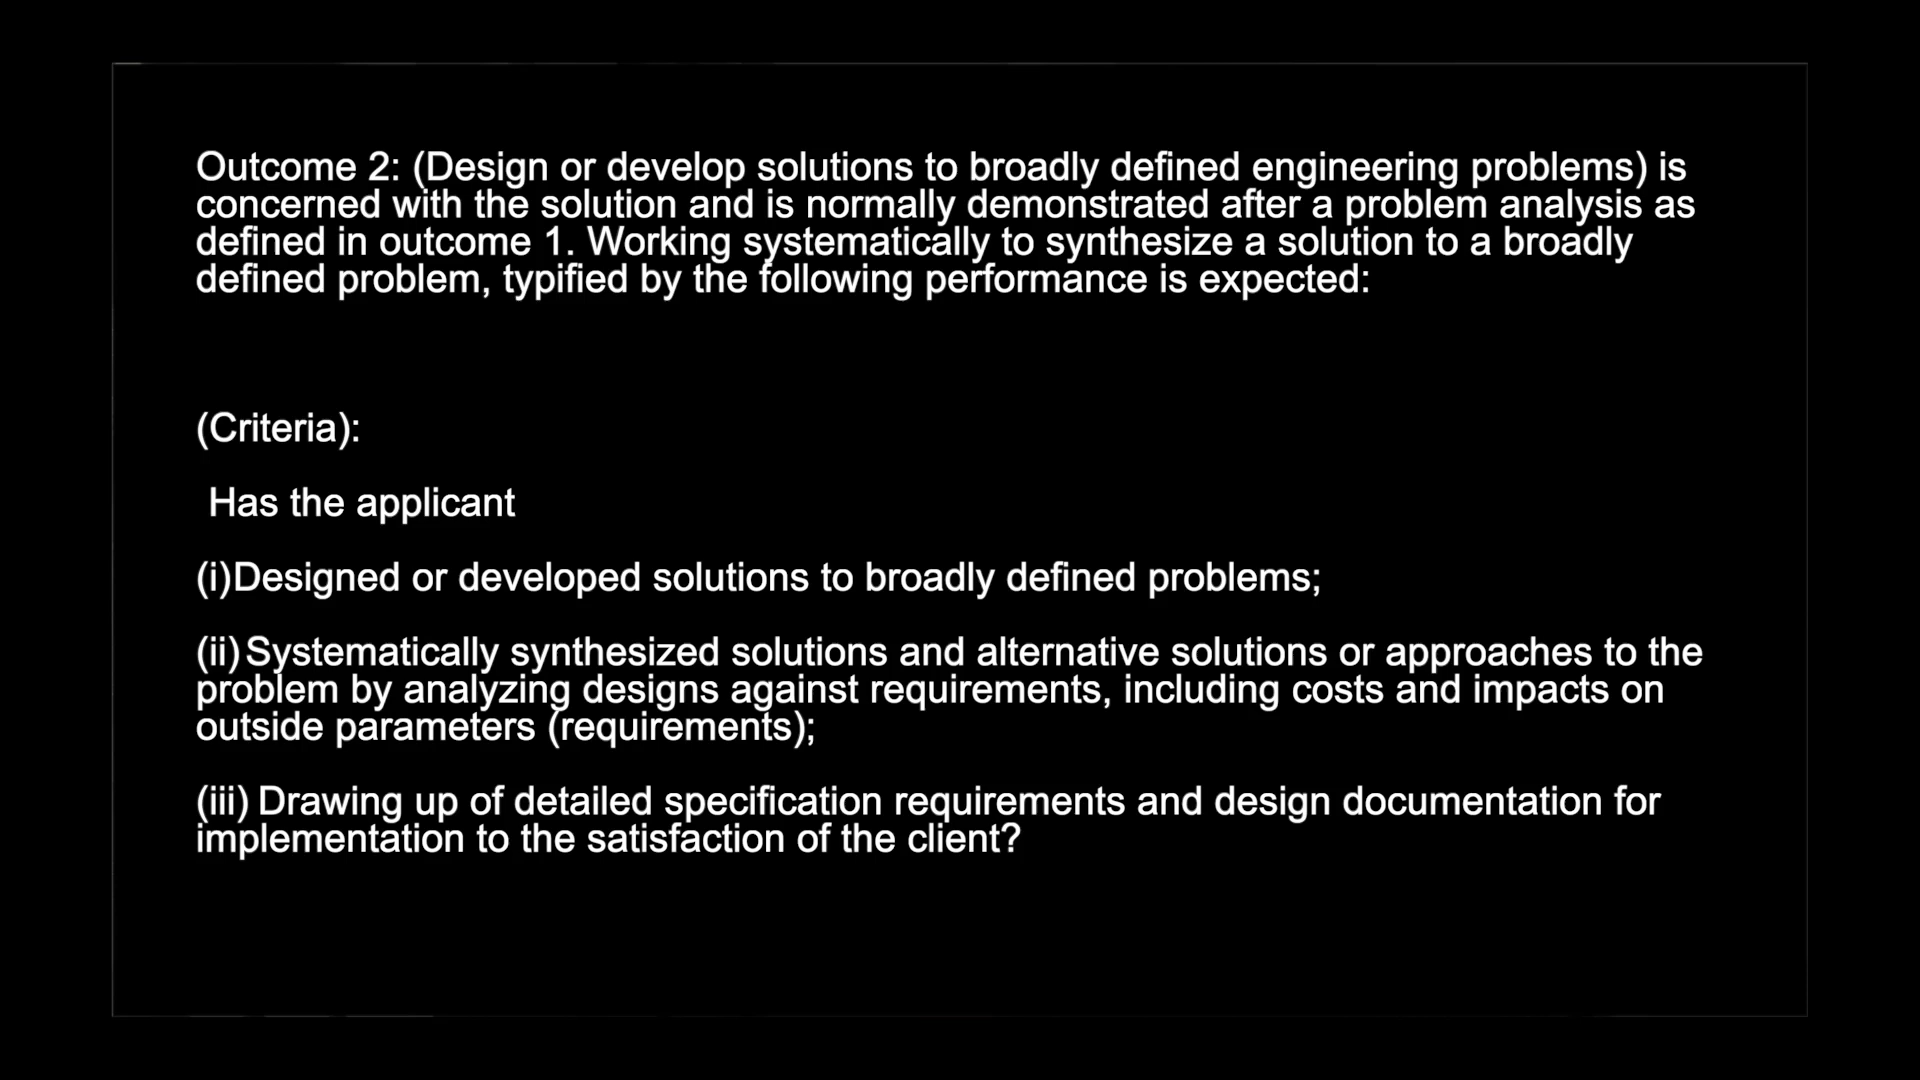 Outcome 2: (Design or develop solutions to broadly defined engineering problems) is
concerned with the solution and is normally demonstrated after a problem analysis as
defined in outcome 1. Working systematically to synthesize a solution to a broadly
defined problem, typified by the following performance is expected:
(Criteria):
Has the applicant
(i)Designed or developed solutions to broadly defined problems;
(ii) Systematically synthesized solutions and alternative solutions or approaches to the
problem by analyzing designs against requirements, including costs and impacts on
outside parameters (requirements);
(iii) Drawing up of detailed specification requirements and design documentation for
implementation to the satisfaction of the client?